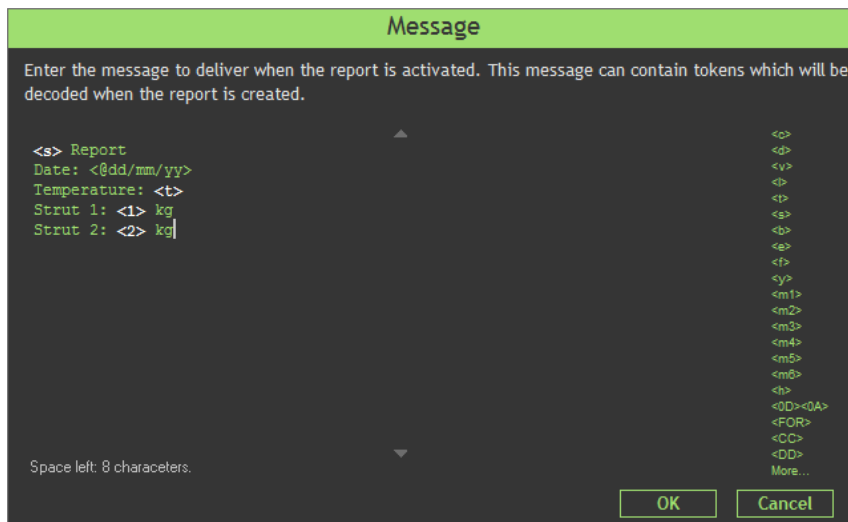 Message
Enter the message to deliver when the report is activated. This message can contain tokens which will be
decoded when the report is created.
<s> Report
Date: <@dd/mm/yy>
Temperature: <t>
Strut 1: <1> kg
Strut 2: <2> kg
<c>
<d>
<v>
<l>
<t>
<s>
<b>
<e>
<f>
<y>
<m1>
<m2>
<m3>
<m4>
<m5>
<m6>
<h>
<0D><0A>
<FOR>
<CC>
<DD>
More...
Space left: 8 characeters.
OK
Cancel